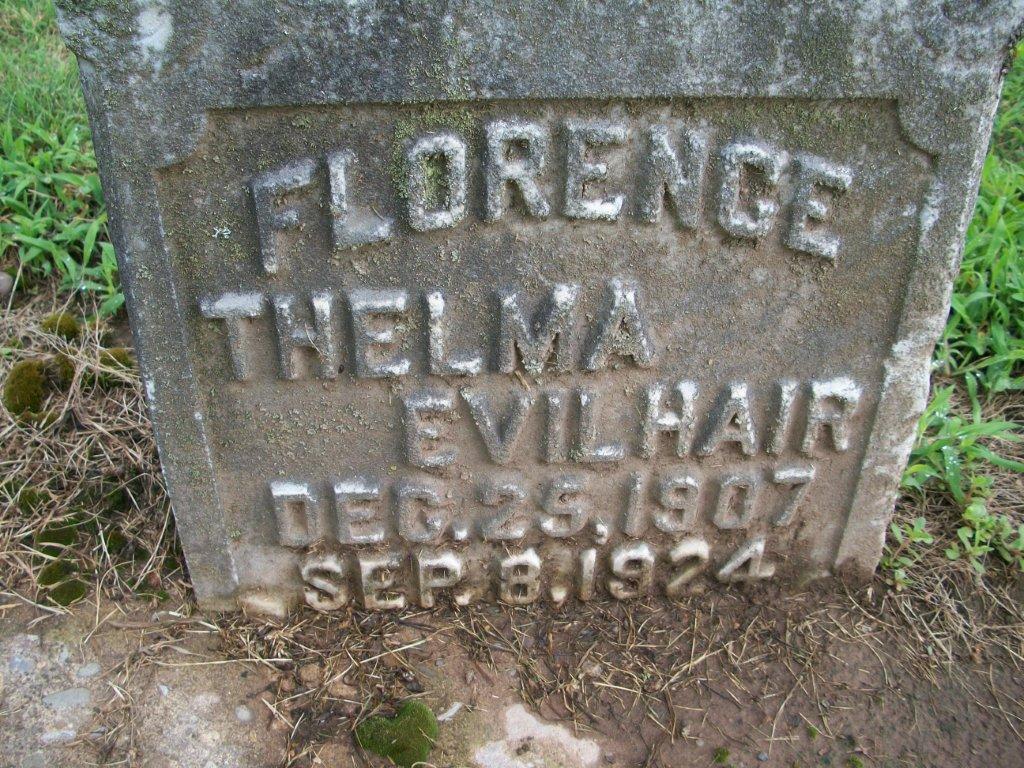 FLORENCE
THELMA
EVILHAIR
DEC. 25, 1907
SEP. 8. 1924